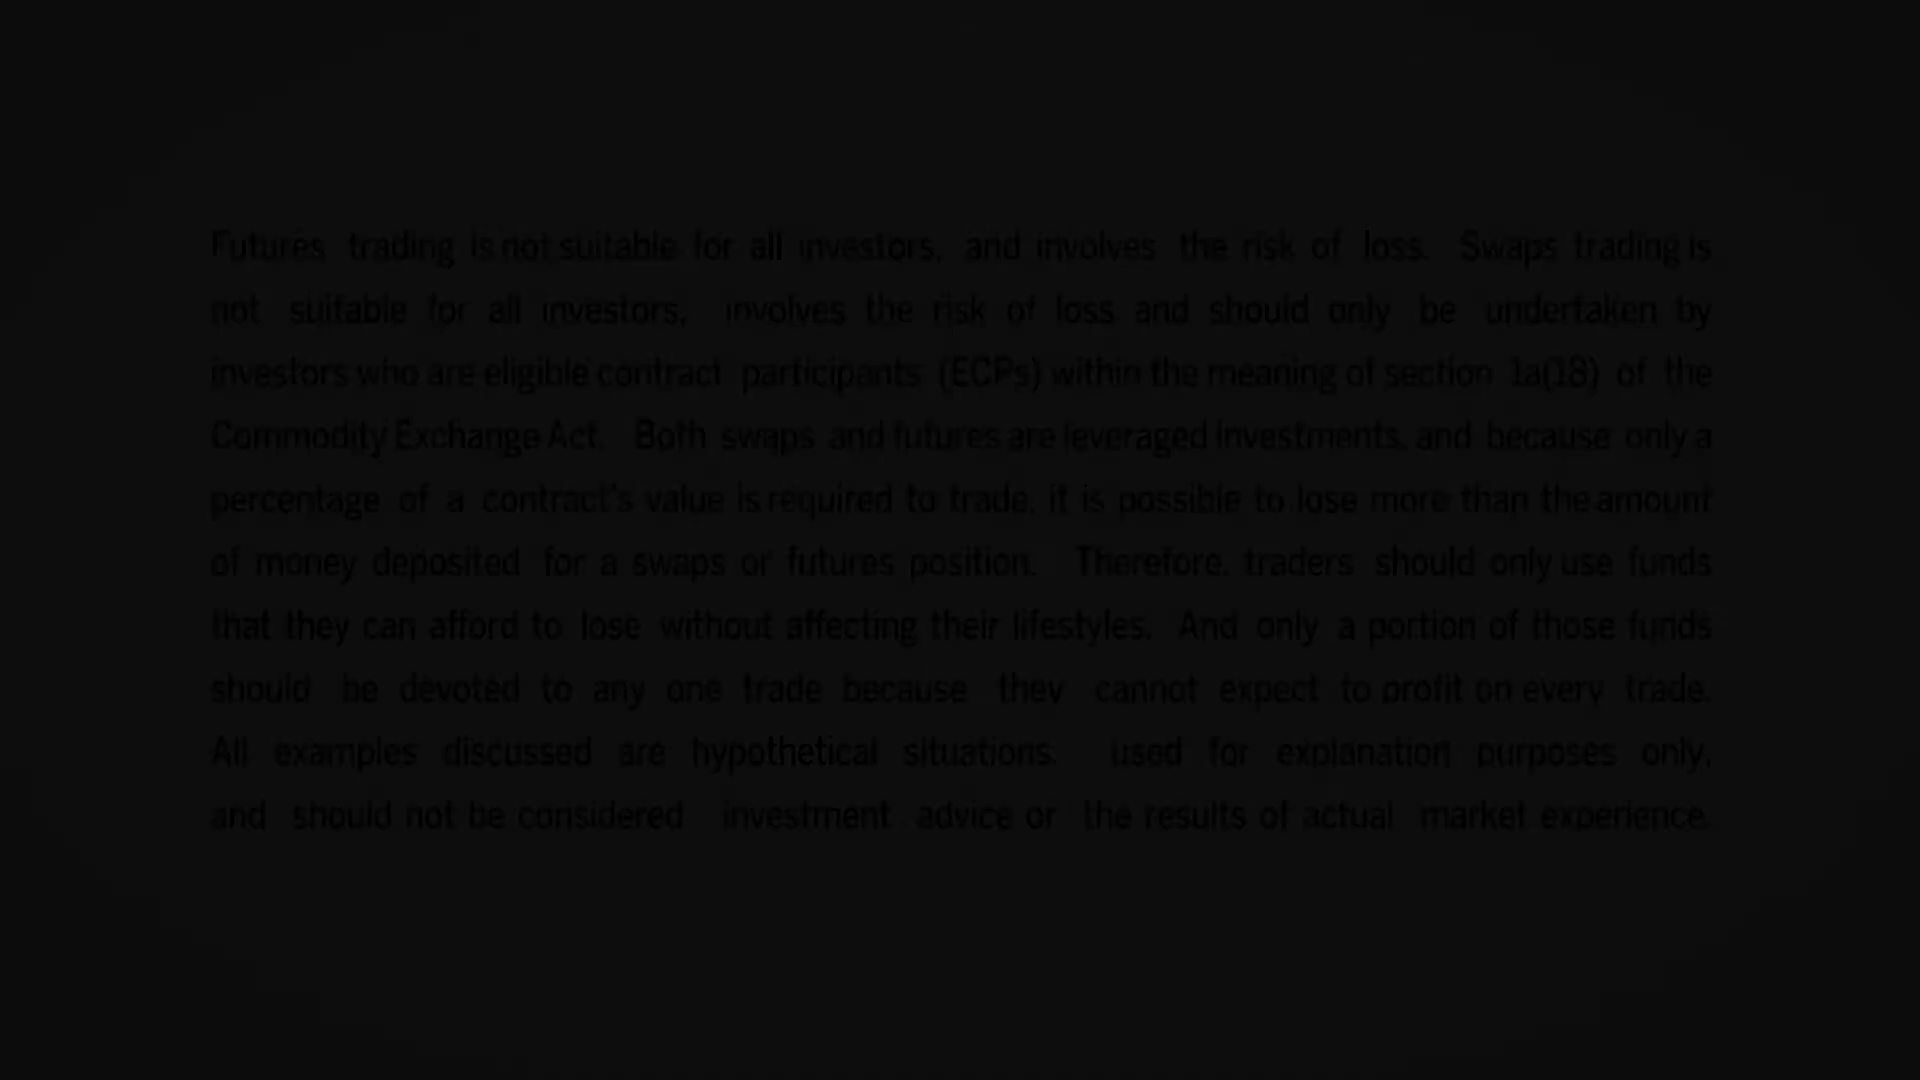 Futures trading is not suitable for all investors, and involves the risk of loss. Swaps trading is
not suitable for all investors, involves the risk of loss and should only be undertaken by
investors who are eligible contract participants (ECPs) within the meaning of section 1a(18) of the
Commodity Exchange Act. Both swaps and futures are leveraged investments, and because only a
percentage of a contract's value is required to trade, it is possible to lose more than the amount
of money deposited for a swaps or futures position. Therefore, traders should only use funds
that they can afford to lose without affecting their lifestyles. And only a portion of those funds
should be devoted to any one trade because they cannot expect to profit on every trade.
All examples discussed are hypothetical situations, used for explanation purposes only,
and should not be considered investment advice or the results of actual market experience.